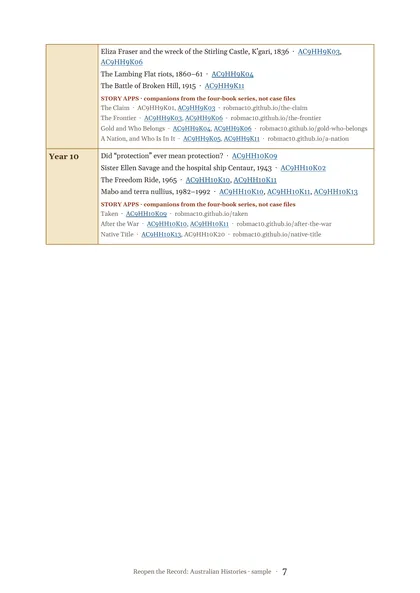 Eliza Fraser and the wreck of the Stirling Castle, K'gari, 1836 · AC9HH9K03,
AC9HH9K06
The Lambing Flat riots, 1860–61 · AC9HH9K04
The Battle of Broken Hill, 1915 · AC9HH9K11
STORY APPS · companions from the four-book series, not case files
The Claim · AC9HH9K01, AC9HH9K03 · robmac10.github.io/the-claim
The Frontier · AC9HH9K03, AC9HH9K06 · robmac10.github.io/the-frontier
Gold and Who Belongs · AC9HH9K04, AC9HH9K06 · robmac10.github.io/gold-who-belongs
A Nation, and Who Is In It · AC9HH9K05, AC9HH9K11 · robmac10.github.io/a-nation
Year 10
Did “protection” ever mean protection? · AC9HH10K09
Sister Ellen Savage and the hospital ship Centaur, 1943 · AC9HH10K02
The Freedom Ride, 1965 · AC9HH10K10, AC9HH10K11
Mabo and terra nullius, 1982–1992 · AC9HH10K10, AC9HH10K11, AC9HH10K13
STORY APPS · companions from the four-book series, not case files
Taken · AC9HH10K09 · robmac10.github.io/taken
After the War · AC9HH10K10, AC9HH10K11 · robmac10.github.io/after-the-war
Native Title · AC9HH10K13, AC9HH10K20 · robmac10.github.io/native-title
Reopen the Record: Australian Histories · sample · 7